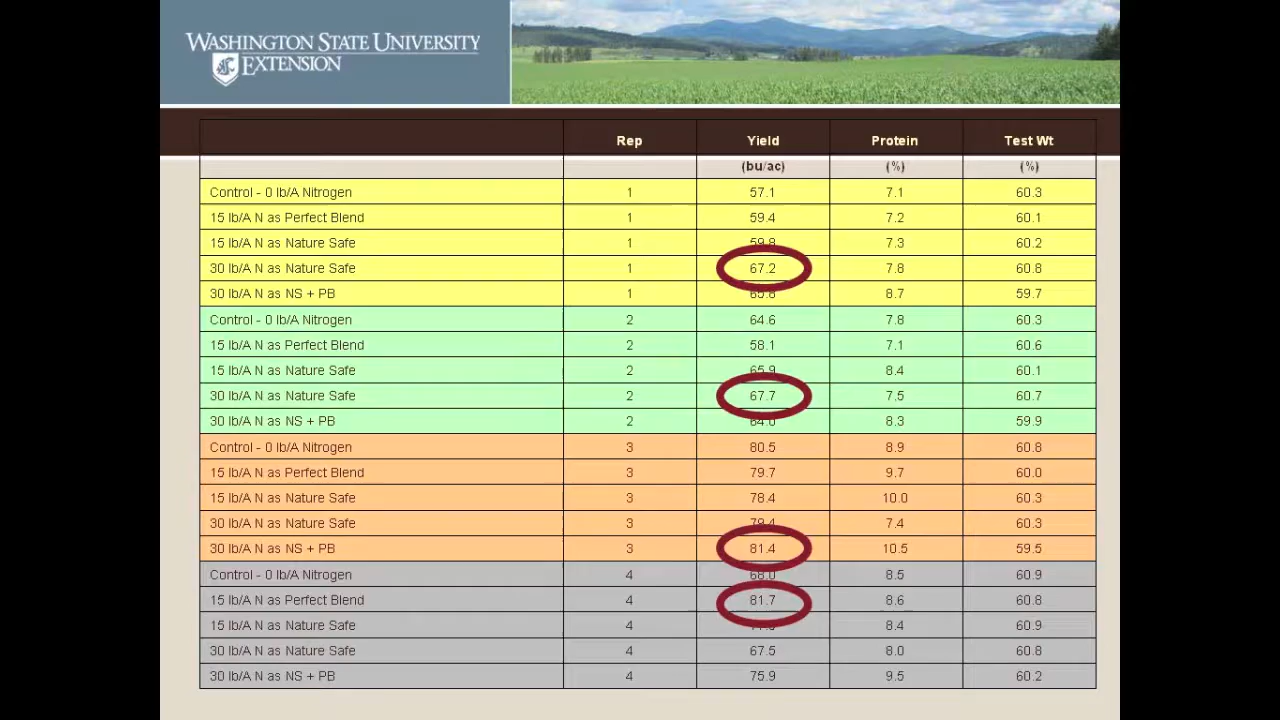 WASHINGTON STATE UNIVERSITY
EXTENSION
Rep Yield Protein Test Wt
(bu/ac) (%) (%)
Control - 0 lb/A Nitrogen 1 57.1 7.1 60.3
15 lb/A N as Perfect Blend 1 59.4 7.2 60.1
15 lb/A N as Nature Safe 1 59.8 7.3 60.2
30 lb/A N as Nature Safe 1 67.2 7.8 60.8
30 lb/A N as NS + PB 1 65.8 8.7 59.7
Control - 0 lb/A Nitrogen 2 64.6 7.8 60.3
15 lb/A N as Perfect Blend 2 58.1 7.1 60.6
15 lb/A N as Nature Safe 2 65.9 8.4 60.1
30 lb/A N as Nature Safe 2 67.7 7.5 60.7
30 lb/A N as NS + PB 2 64.0 8.3 59.9
Control - 0 lb/A Nitrogen 3 80.5 8.9 60.8
15 lb/A N as Perfect Blend 3 79.7 9.7 60.0
15 lb/A N as Nature Safe 3 78.4 10.0 60.3
30 lb/A N as Nature Safe 3 79.4 7.4 60.3
30 lb/A N as NS + PB 3 81.4 10.5 59.5
Control - 0 lb/A Nitrogen 4 68.0 8.5 60.9
15 lb/A N as Perfect Blend 4 81.7 8.6 60.8
15 lb/A N as Nature Safe 4 8.4 60.9
30 lb/A N as Nature Safe 4 67.5 8.0 60.8
30 lb/A N as NS + PB 4 75.9 9.5 60.2